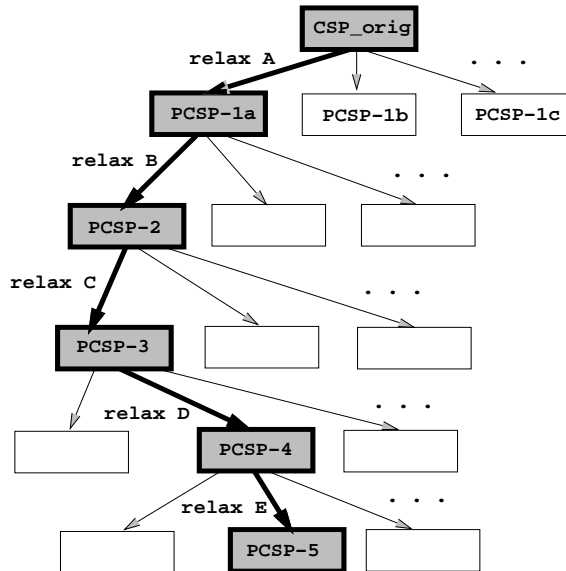 CSP_orig
relax A
. . .
PCSP-1a
PCSP-1b
PCSP-1c
relax B
. . .
PCSP-2
relax C
. . .
PCSP-3
relax D
. . .
PCSP-4
relax E
. . .
PCSP-5